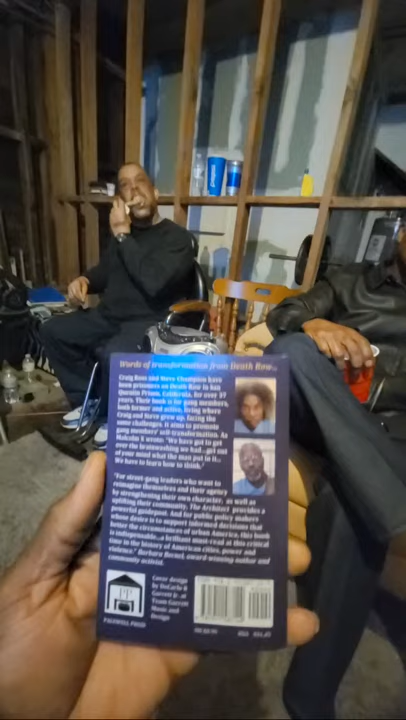 Words of transformation from Death Row...
Craig Ross and Steve Champion have
been prisoners on Death Row in San
Quentin Prison, California, for over 27
years. Their book is for gang members,
both former and active, living where
Craig and Steve grew up, facing the
same challenges. It aims to promote
gang members' self-transformation. As
Malcolm X wrote: "We have got to get
over the brainwashing we had...get out
of your mind what the man put in it...
We have to learn how to think."
"For street-gang leaders who want to
reimagine themselves and their agency
by strengthening their own character, as well as
uplifting their community, The Architect provides a
powerful guidepost. And for public policy makers
whose desire is to support informed decisions that
better the circumstances of urban America, this book
is indispensable...a brilliant must-read at this critical
time in the history of American cities, power and
violence." Barbara
award-winning author and
community activist.
Cover design
by DeCarlo &
Garrett Jr. at
Team Garrett
Music and
Design